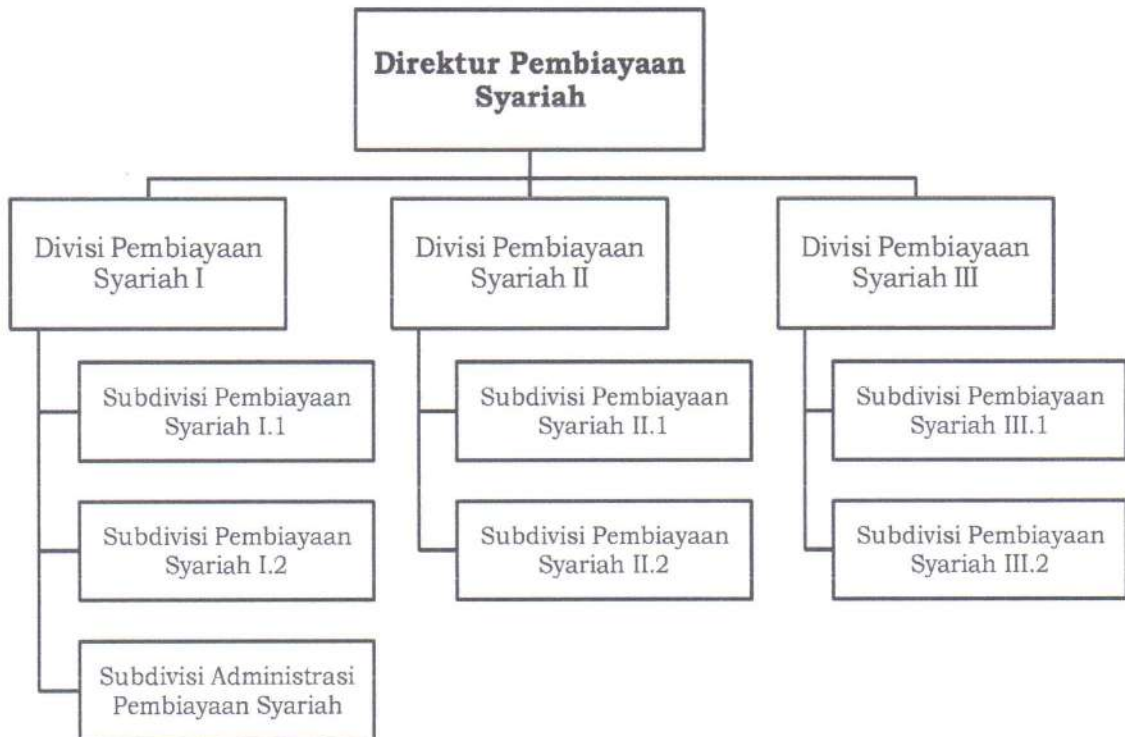 Direktur Pembiayaan
Syariah
Divisi Pembiayaan
Syariah I
Divisi Pembiayaan
Syariah II
Divisi Pembiayaan
Syariah III
Subdivisi Pembiayaan
Syariah I.1
Subdivisi Pembiayaan
Syariah II.1
Subdivisi Pembiayaan
Syariah III.1
Subdivisi Pembiayaan
Syariah I.2
Subdivisi Pembiayaan
Syariah II.2
Subdivisi Pembiayaan
Syariah III.2
Subdivisi Administrasi
Pembiayaan Syariah